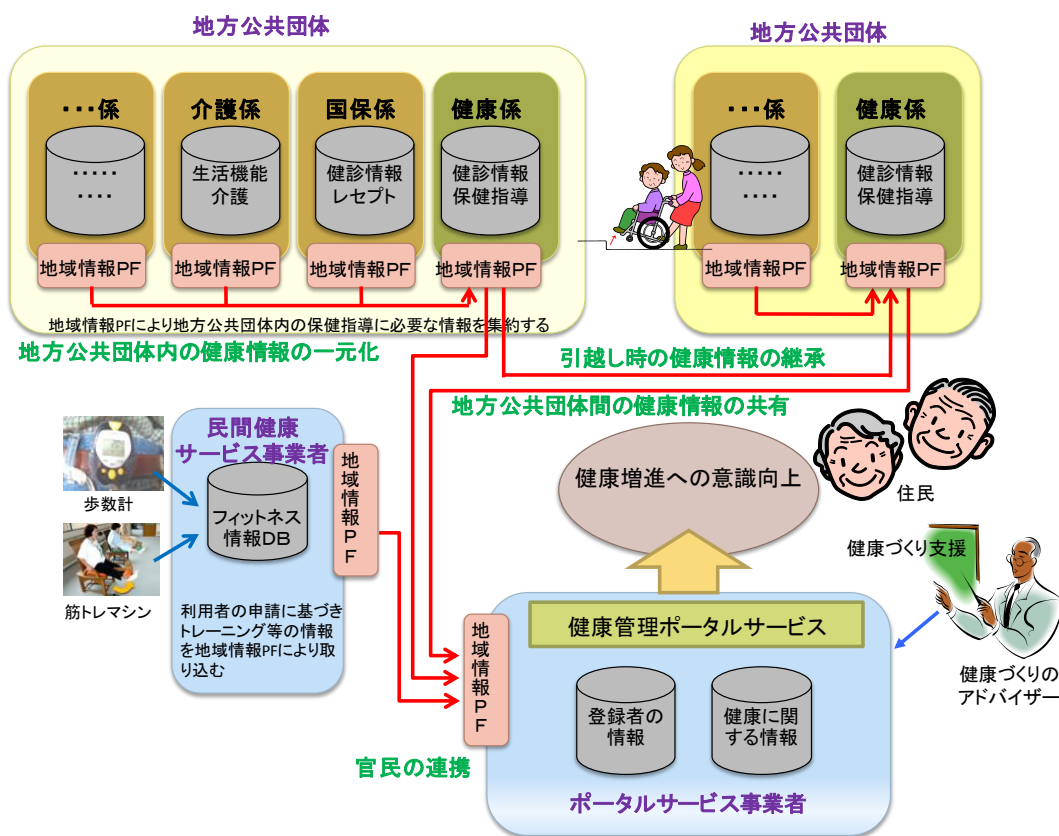 地方公共団体
・・・係
・・・・・
・・・・
介護係
生活機能
介護
国保係
健診情報
レセプト
健康係
健診情報
保健指導
地域情報PF
地域情報PF
地域情報PF
地域情報PF
地域情報PFにより地方公共団体内の保健指導に必要な情報を集約する
地方公共団体内の健康情報の一元化
地方公共団体
・・・係
・・・・・
・・・・
健康係
健診情報
保健指導
地域情報PF
地域情報PF
引越し時の健康情報の継承
地方公共団体間の健康情報の共有
民間健康
サービス事業者
フィットネス
情報DB
地域情報PF
歩数計
筋トレマシン
利用者の申請に基づき
トレーニング等の情報
を地域情報PFにより取
り込む
健康増進への意識向上
住民
健康づくり支援
健康づくりの
アドバイザー
地域情報PF
健康管理ポータルサービス
登録者の
情報
健康に関
する情報
官民の連携
ポータルサービス事業者